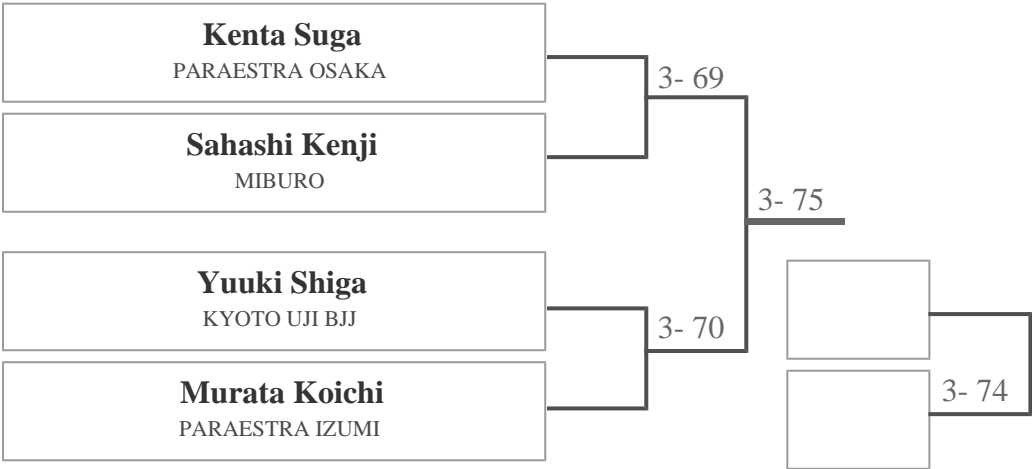 Kenta Suga
PARAESTRA OSAKA
3- 69
Sahashi Kenji
MIBURO
3- 75
Yuuki Shiga
KYOTO UJI BJJ
3- 70
Murata Koichi
PARAESTRA IZUMI
3- 74